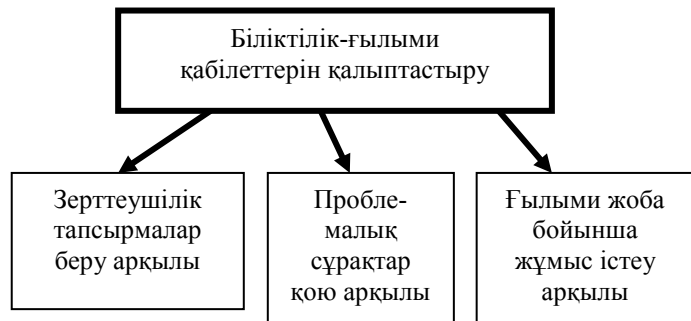 Біліктілік-ғылыми
қабілеттерін қалыптастыру
Зерттеушілік
тапсырмалар
беру арқылы
Пробле-
малық
сұрақтар
қою арқылы
Ғылыми жоба
бойынша
жұмыс істеу
арқылы